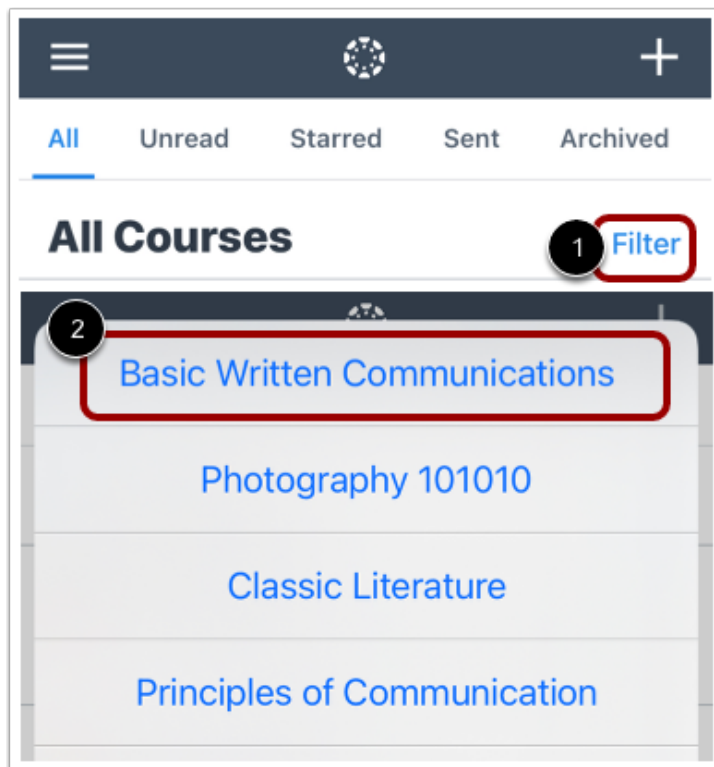 All Unread Starred Sent Archived
All Courses 1 Filter
2
Basic Written Communications
Photography 101010
Classic Literature
Principles of Communication